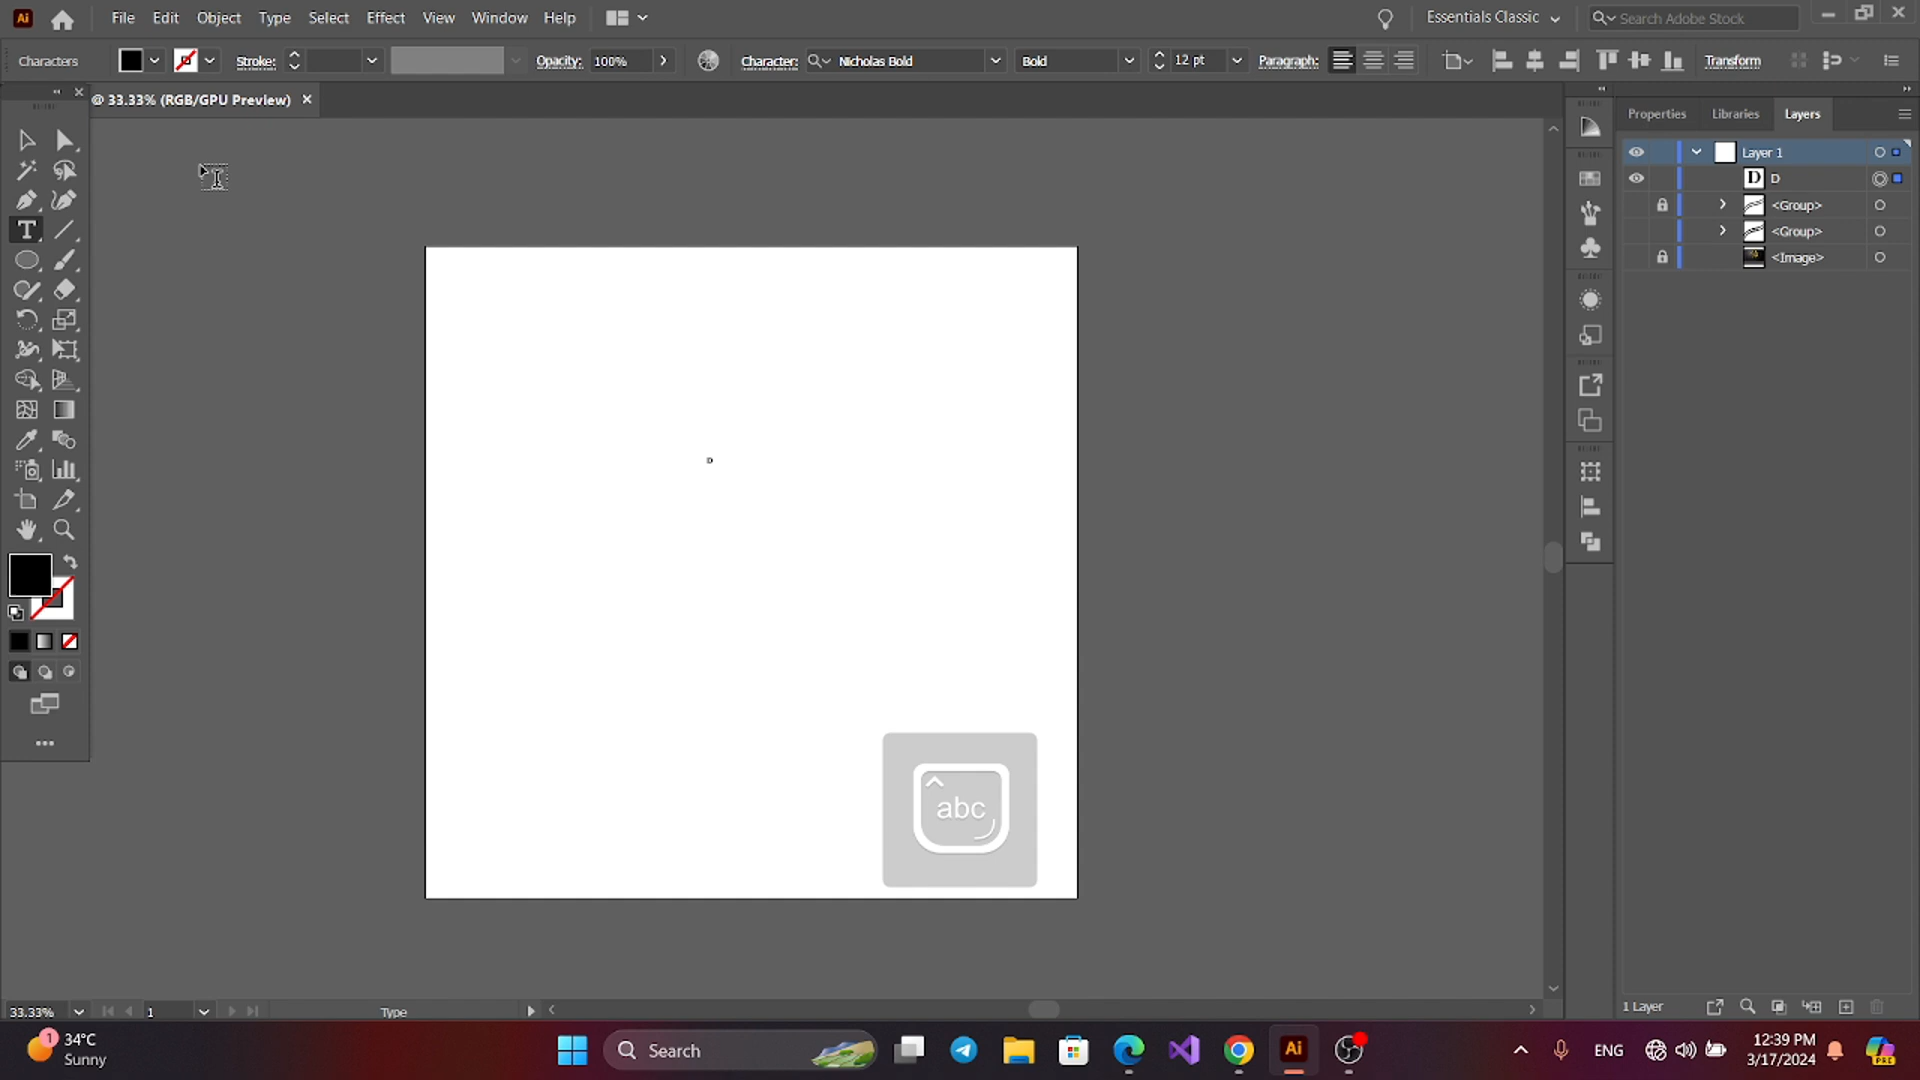 Ai File Edit Object Type Select Effect View Window Help Essentials Classic Search Adobe Stock
Characters Stroke: Opacity: 100% Character: Nicholas Bold Bold 12 pt Paragraph: Transform
@ 33.33% (RGB/GPU Preview) ×
Properties Libraries Layers
Layer 1
D D
<Group>
<Group>
<Image>
T
D
abc
33.33% 1 Type
1 Layer
1 34°C
Sunny
Search
Ai
ENG
12:39 PM
3/17/2024
PRE